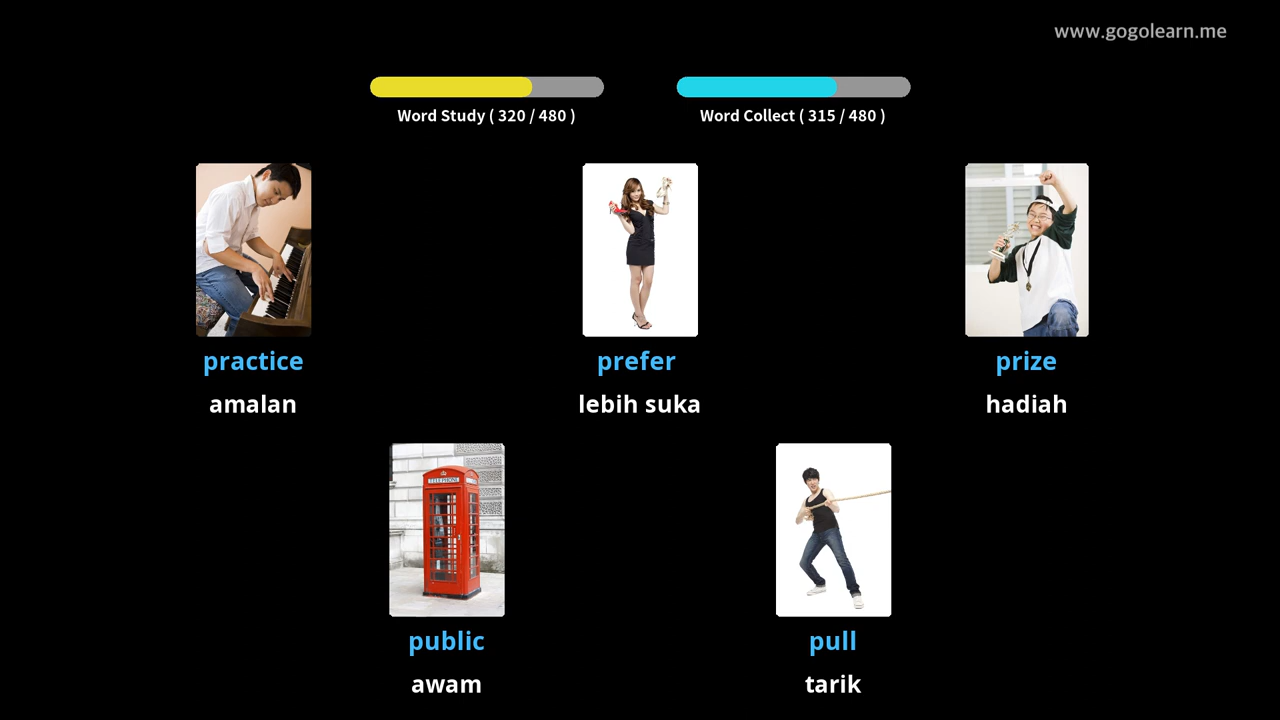 www.gogolearn.me
Word Study ( 320 / 480 )
Word Collect ( 315 / 480 )
practice
prefer
prize
amalan
lebih suka
hadiah
TELEPHONE
public
pull
awam
tarik